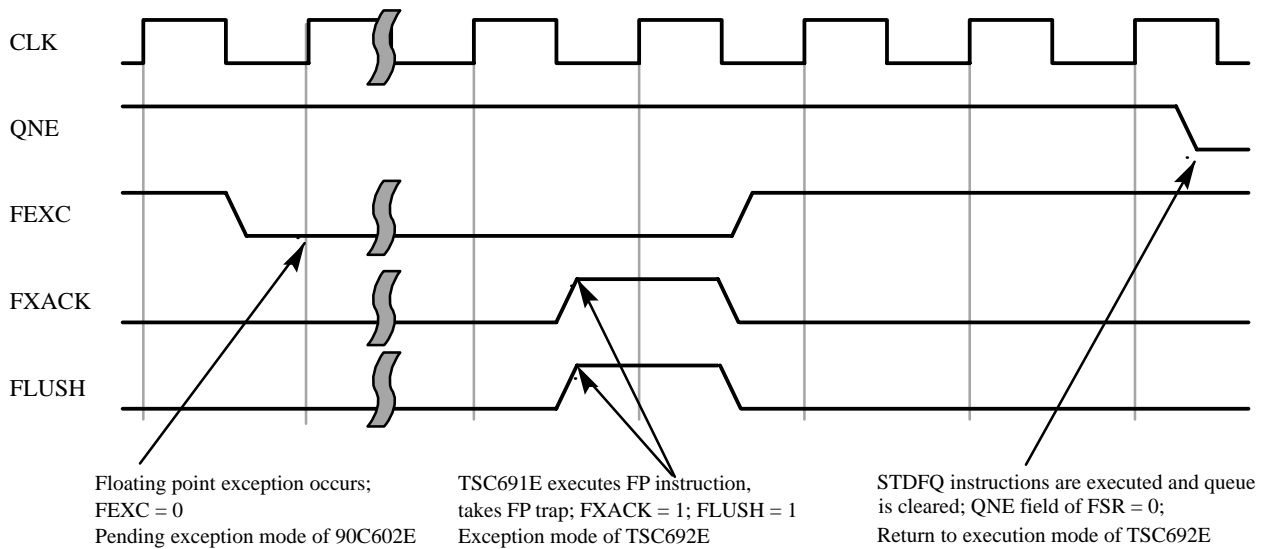 CLK
QNE
FEXC
FXACK
FLUSH
Floating point exception occurs;
FEXC = 0
Pending exception mode of 90C602E
TSC691E executes FP instruction,
takes FP trap; FXACK = 1; FLUSH = 1
Exception mode of TSC692E
STDFQ instructions are executed and queue
is cleared; QNE field of FSR = 0;
Return to execution mode of TSC692E